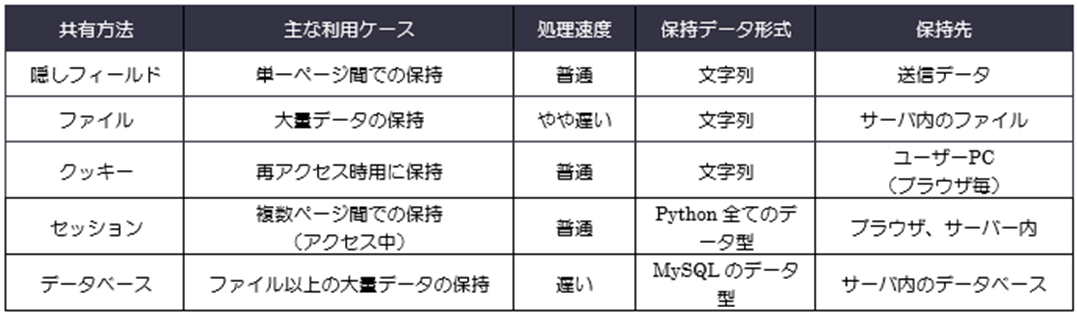 共有方法 主な利用ケース 処理速度 保持データ形式 保持先
隠しフィールド 単一ページ間での保持 普通 文字列 送信データ
ファイル 大量データの保持 やや遅い 文字列 サーバ内のファイル
クッキー 再アクセス時用に保持 普通 文字列 ユーザーPC
（ブラウザ毎）
セッション 複数ページ間での保持
（アクセス中） 普通 Python 全てのデ
ータ型 ブラウザ、サーバー内
データベース ファイル以上の大量データの保持 遅い MySQL のデータ
型 サーバ内のデータベース